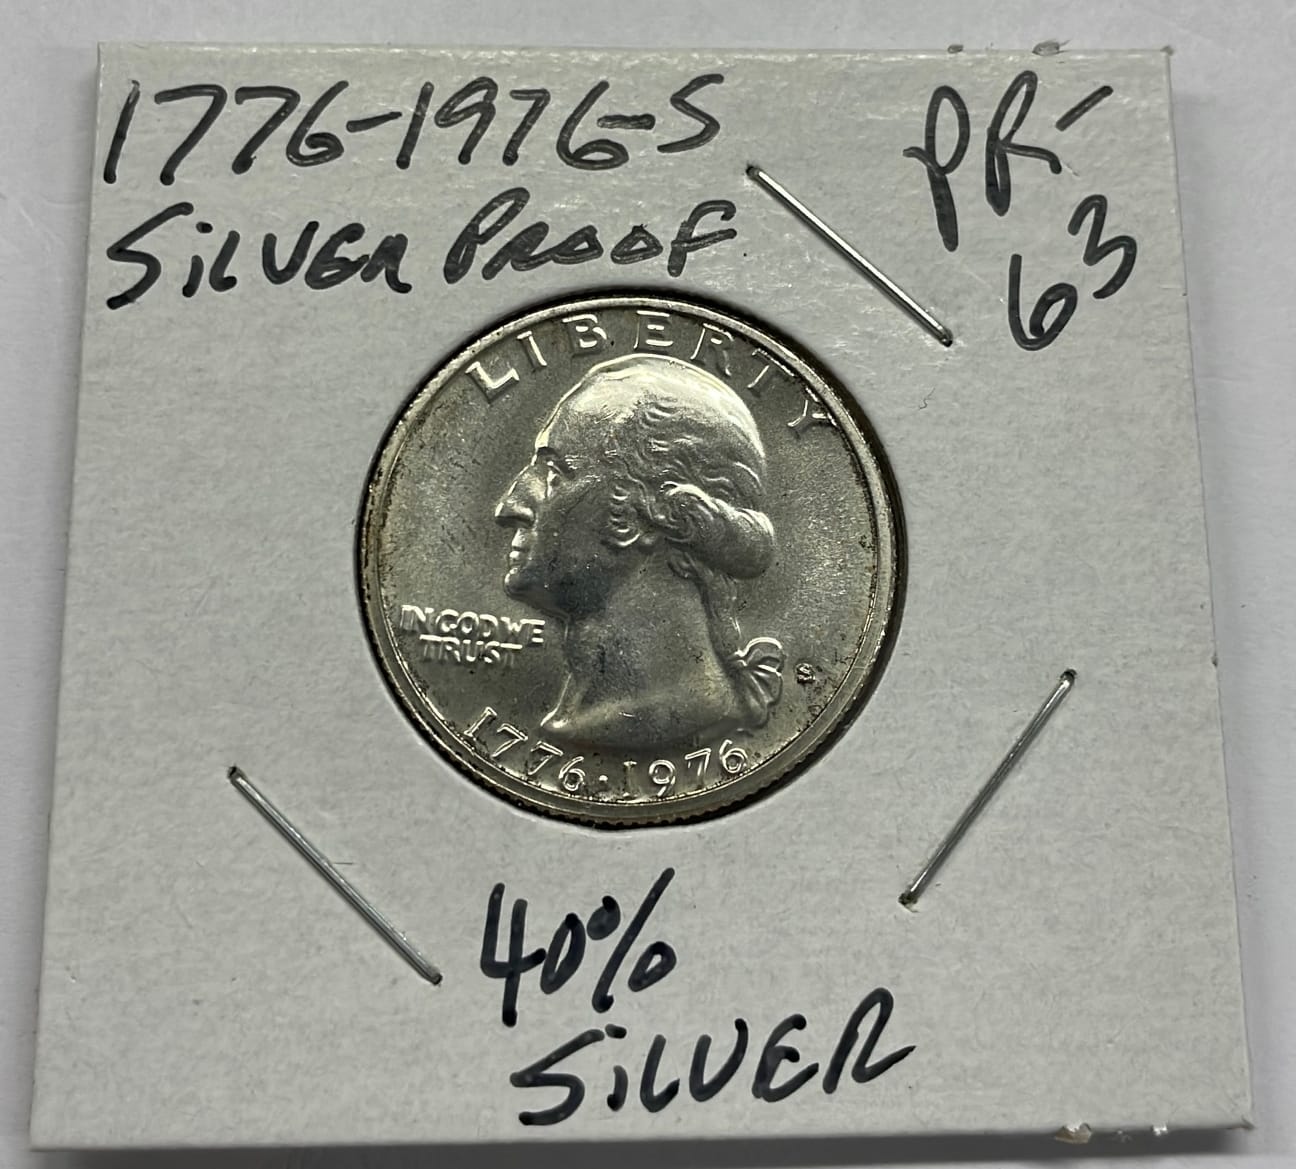 1776-1976-S
PR-
63
SiLVER PROOF
LIBERTY
IN GOD WE
TRUST
S
1776·1976
40%
SiLVER